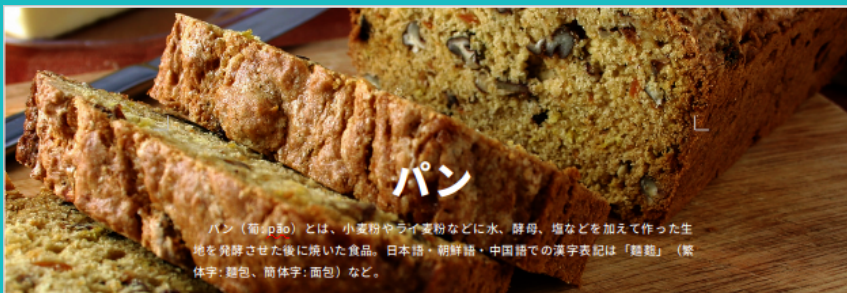 パン
パン（葡: pão）とは、小麦粉やライ麦粉などに水、酵母、塩などを加えて作った生
地を発酵させた後に焼いた食品。日本語・朝鮮語・中国語での漢字表記は「麺麭」（繁
体字: 麵包、簡体字: 面包）など。